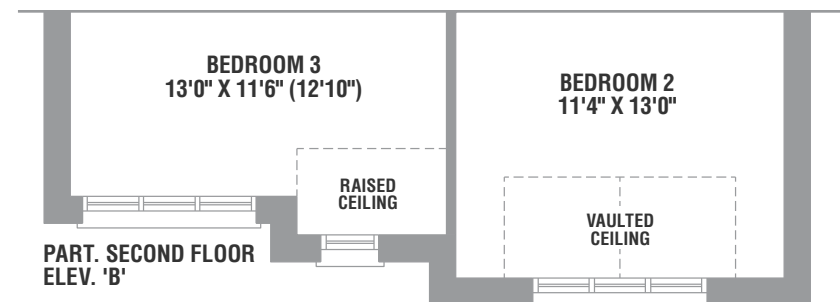 BEDROOM 3
13'0" X 11'6" (12'10")
BEDROOM 2
11'4" X 13'0"
RAISED
CEILING
VAULTED
CEILING
PART. SECOND FLOOR
ELEV. 'B'